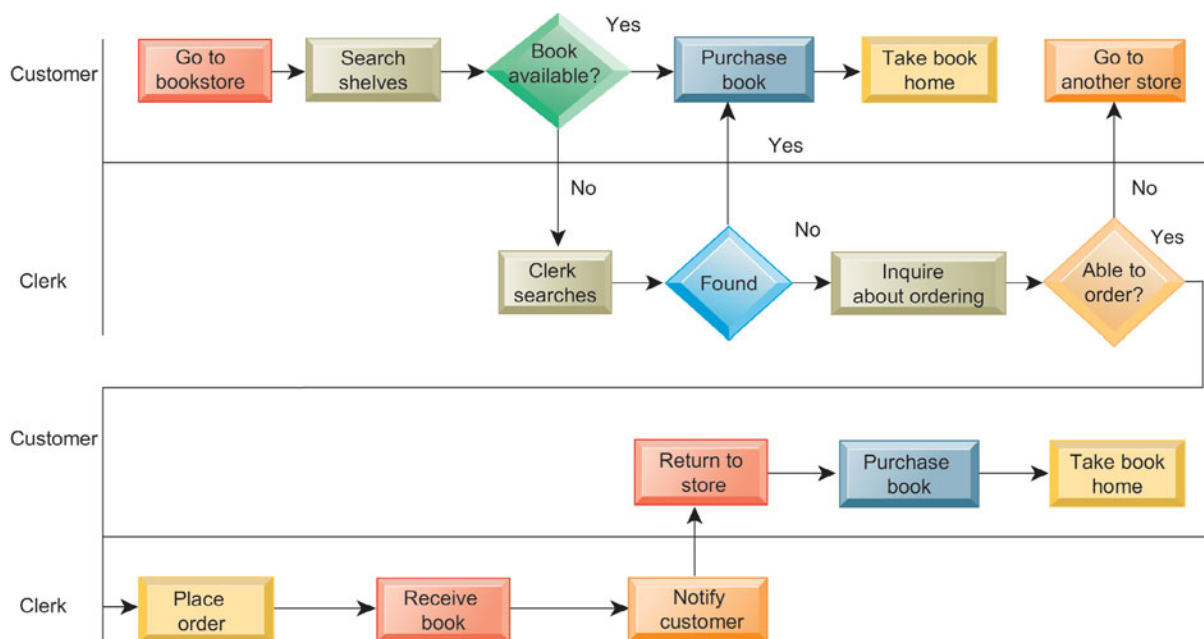 Yes
Customer
Go to
bookstore
Search
shelves
Book
available?
Purchase
book
Take book
home
Go to
another store
Yes
No
No
No
Yes
Clerk
Clerk
searches
Found
Inquire
about ordering
Able to
order?
Customer
Return to
store
Purchase
book
Take book
home
Clerk
Place
order
Receive
book
Notify
customer